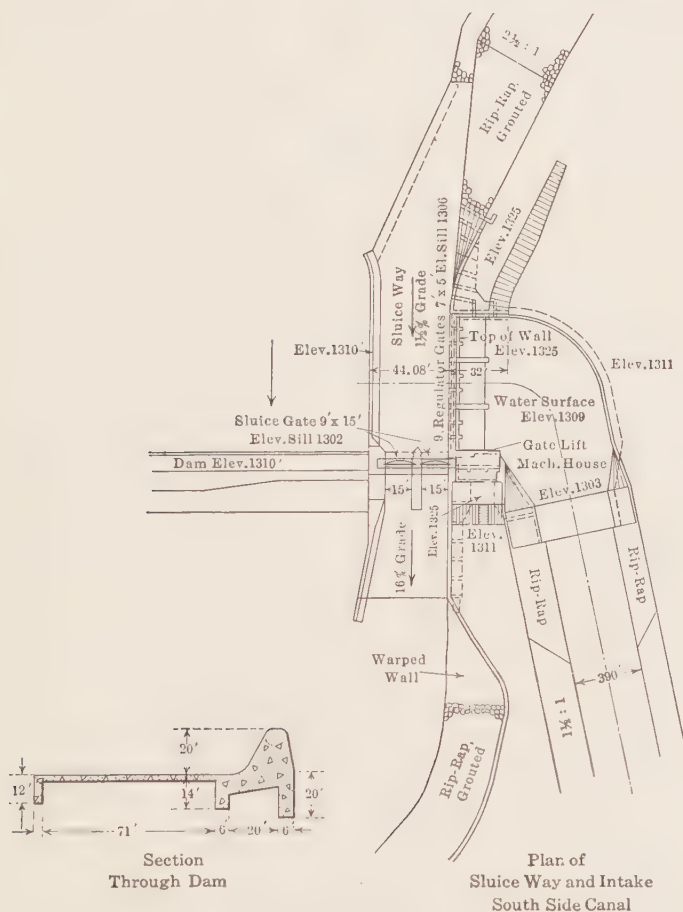 2½ : 1
Rip-Rap,
Grouted
Elev. 1325
Sluice Way
1½% Grade
9. Regulator Gates 7' x 5' El. Sill 1306
Top of Wall
Elev. 1325
Elev. 1310'
44.08'
32'
Elev. 1311
Water Surface
Elev. 1309
Sluice Gate 9' x 15'
Elev. Sill 1302
Gate Lift
Mach. House
Dam Elev. 1310'
Elev. 1303
15'
15'
Elev. 1325
Elev.
1311
16% Grade
Rip-Rap
Rip-Rap
Warped
Wall
390'
1½ : 1
Rip-Rap,
Grouted
20'
12'
14'
20'
71'
6'
20'
6'
Section
Through Dam
Plan of
Sluice Way and Intake
South Side Canal